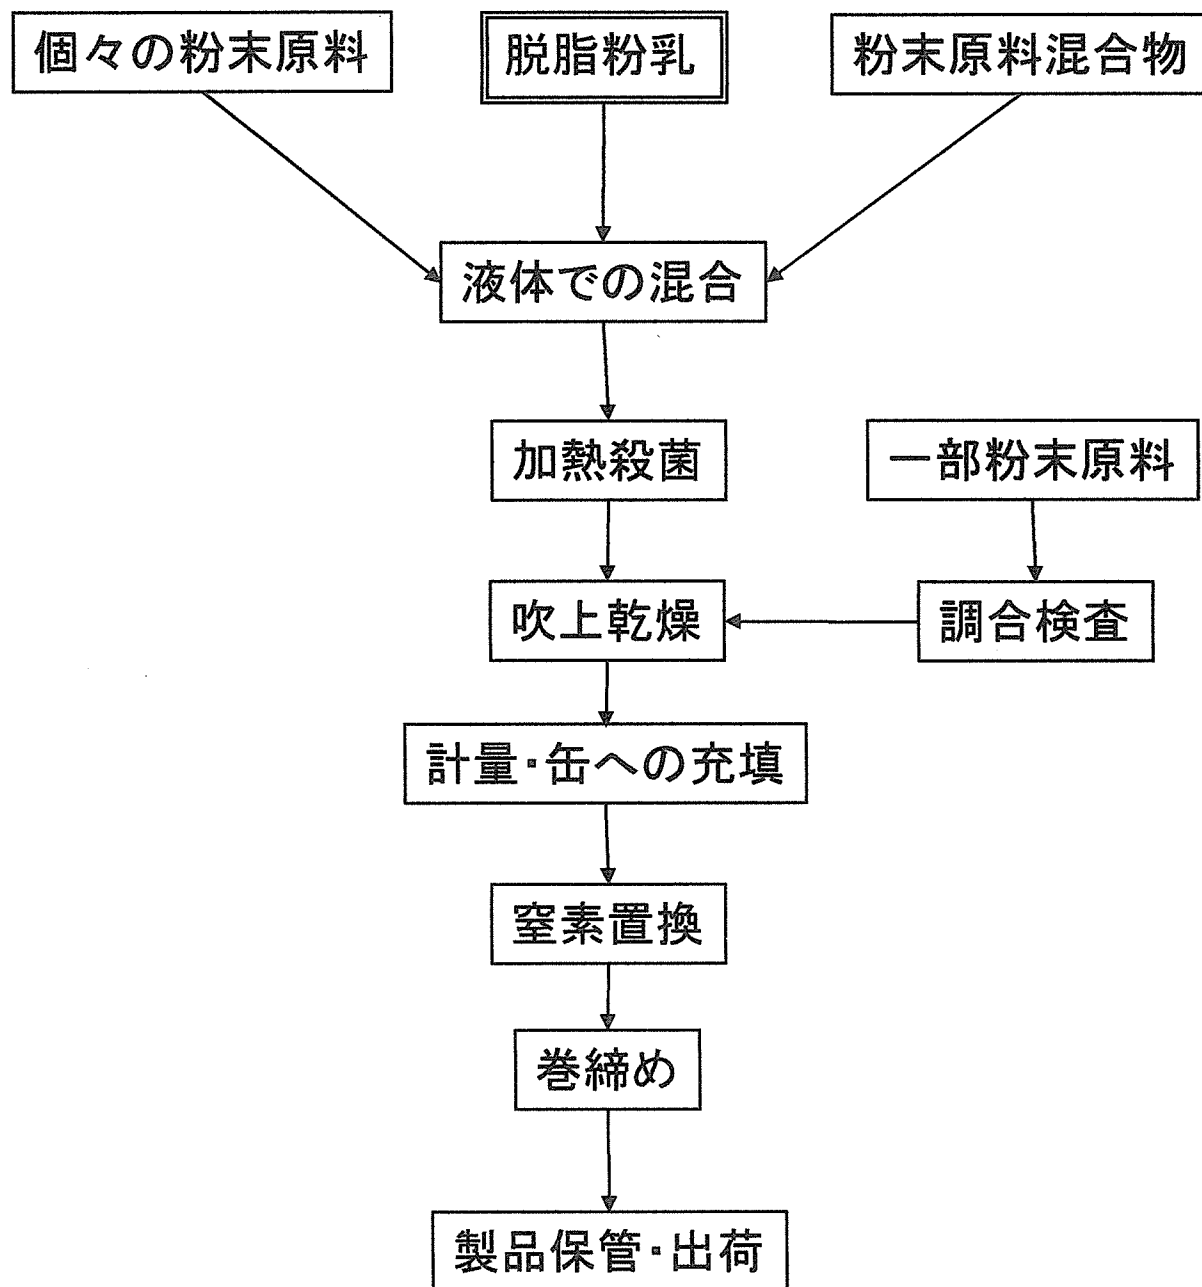 個々の粉末原料
脱脂粉乳
粉末原料混合物
液体での混合
加熱殺菌
一部粉末原料
吹上乾燥
調合検査
計量・缶への充填
窒素置換
巻締め
製品保管・出荷